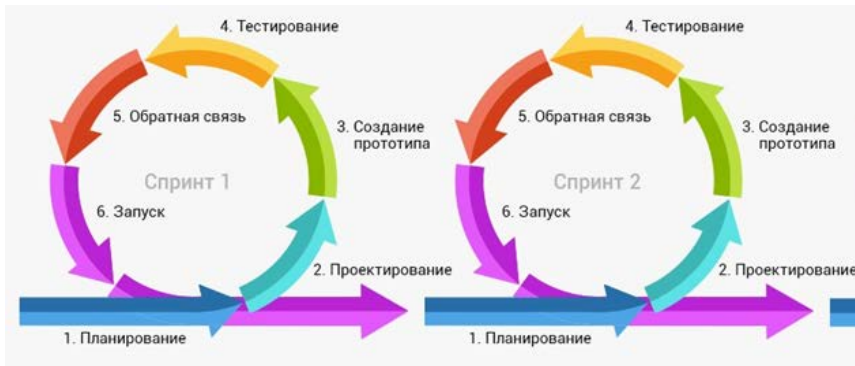 4. Тестирование
5. Обратная связь
3. Создание
прототипа
Спринт 1
6. Запуск
2. Проектирование
1. Планирование
4. Тестирование
5. Обратная связь
3. Создание
прототипа
Спринт 2
6. Запуск
2. Проектирование
1. Планирование